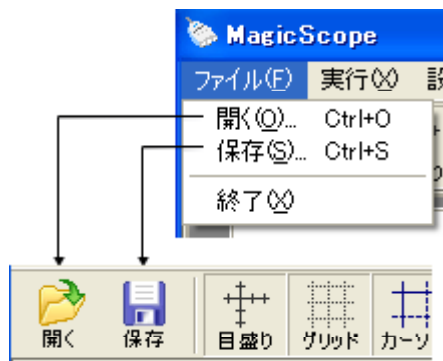 MagicScope
ファイル(F) 実行(X)
開く(O)... Ctrl+O
保存(S)... Ctrl+S
終了(X)
開く 保存 目盛り グリッド カーソ